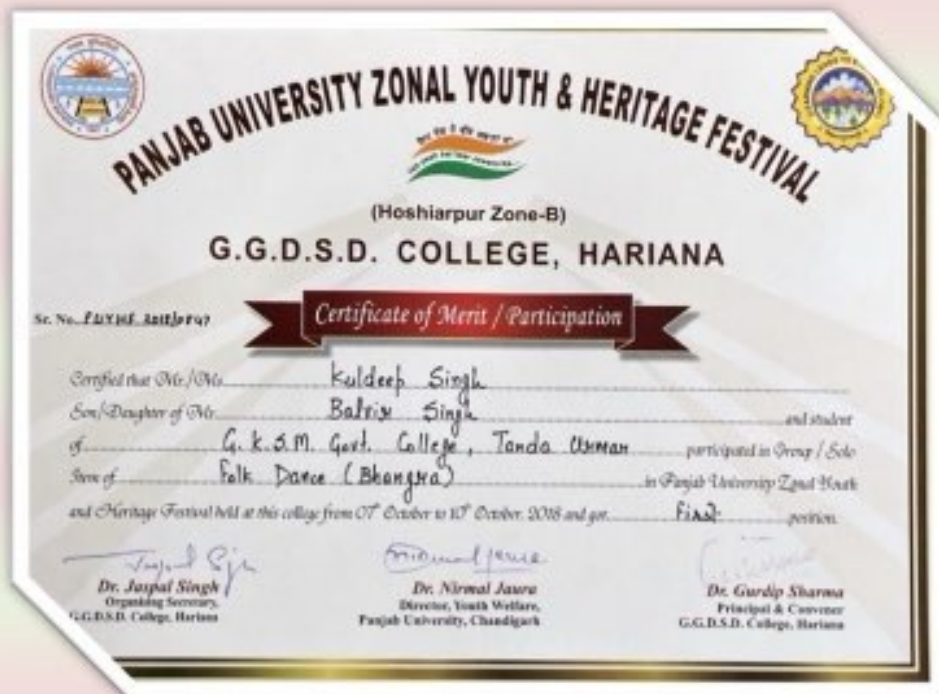 PANJAB UNIVERSITY ZONAL YOUTH & HERITAGE FESTIVAL
(Hoshiarpur Zone-B)
G.G.D.S.D. COLLEGE, HARIANA
Sr. No. PUYHF
Certificate of Merit / Participation
Certified that Mr./Ms. Kuldeep Singh
Son/Daughter of Mr. Balvir Singh and student
of G.K.S.M. Govt. College, Tanda Urmar participated in Group / Solo
Item of Folk Dance (Bhangra) in Panjab University Zonal Youth
and Heritage Festival held at this college from 07th October to 10th October, 2018 and got First position.
Dr. Jaspal Singh
Organising Secretary,
G.G.D.S.D. College, Hariana
Dr. Nirmal Jaura
Director, Youth Welfare,
Panjab University, Chandigarh
Dr. Gurdip Sharma
Principal & Convener
G.G.D.S.D. College, Hariana